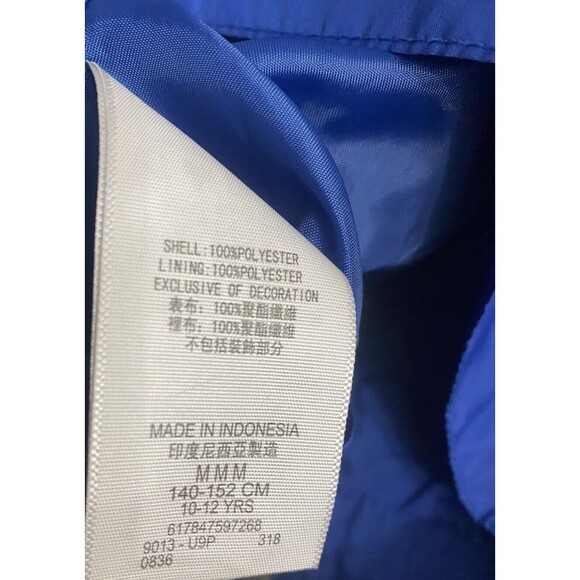 SHELL:100%POLYESTER
LINING:100%POLYESTER
EXCLUSIVE OF DECORATION
表布：100%聚酯纖維
裡布：100%聚酯纖維
不包括裝飾部分
MADE IN INDONESIA
印度尼西亞製造
M M M
140-152 CM
10-12 YRS
617847597268
9013 - U9P 318
0836